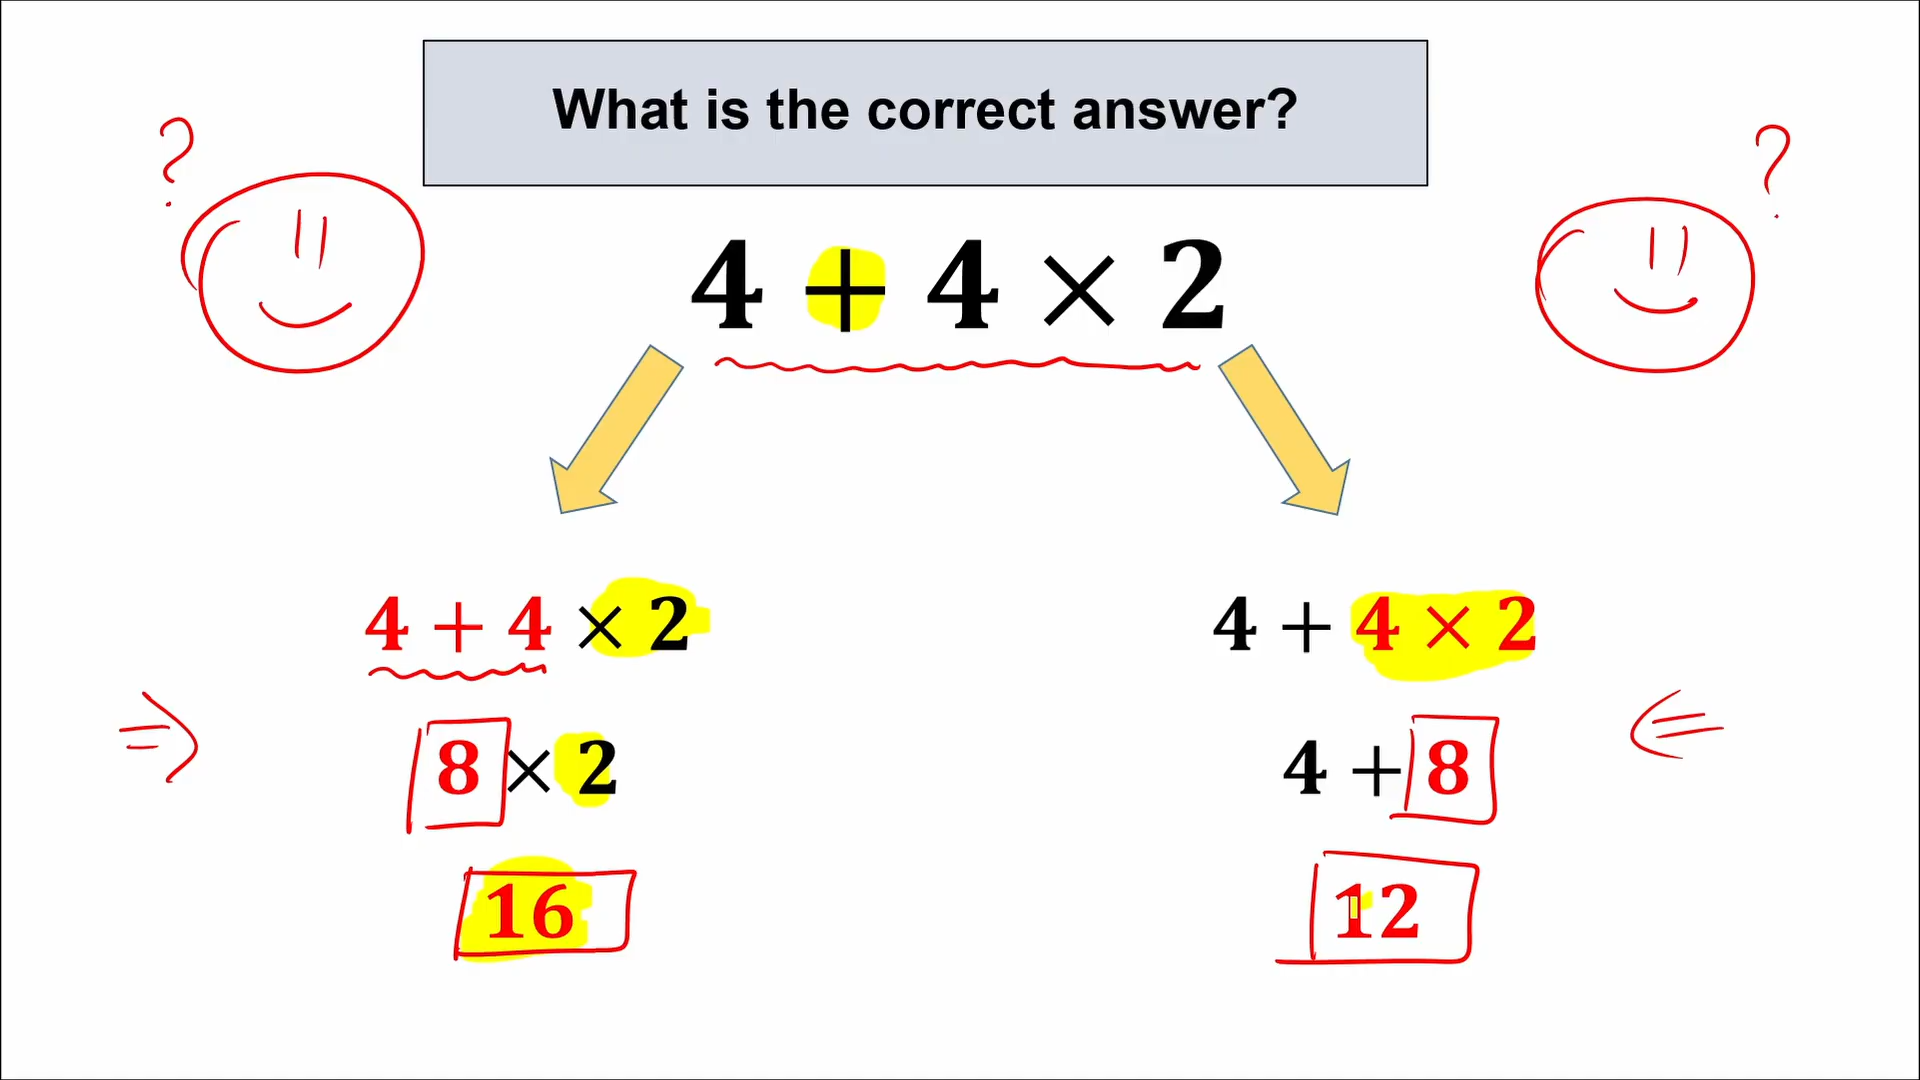 What is the correct answer?
?
?
4 + 4 × 2
4 + 4 × 2
8 × 2
16
4 + 4 × 2
4 + 8
12